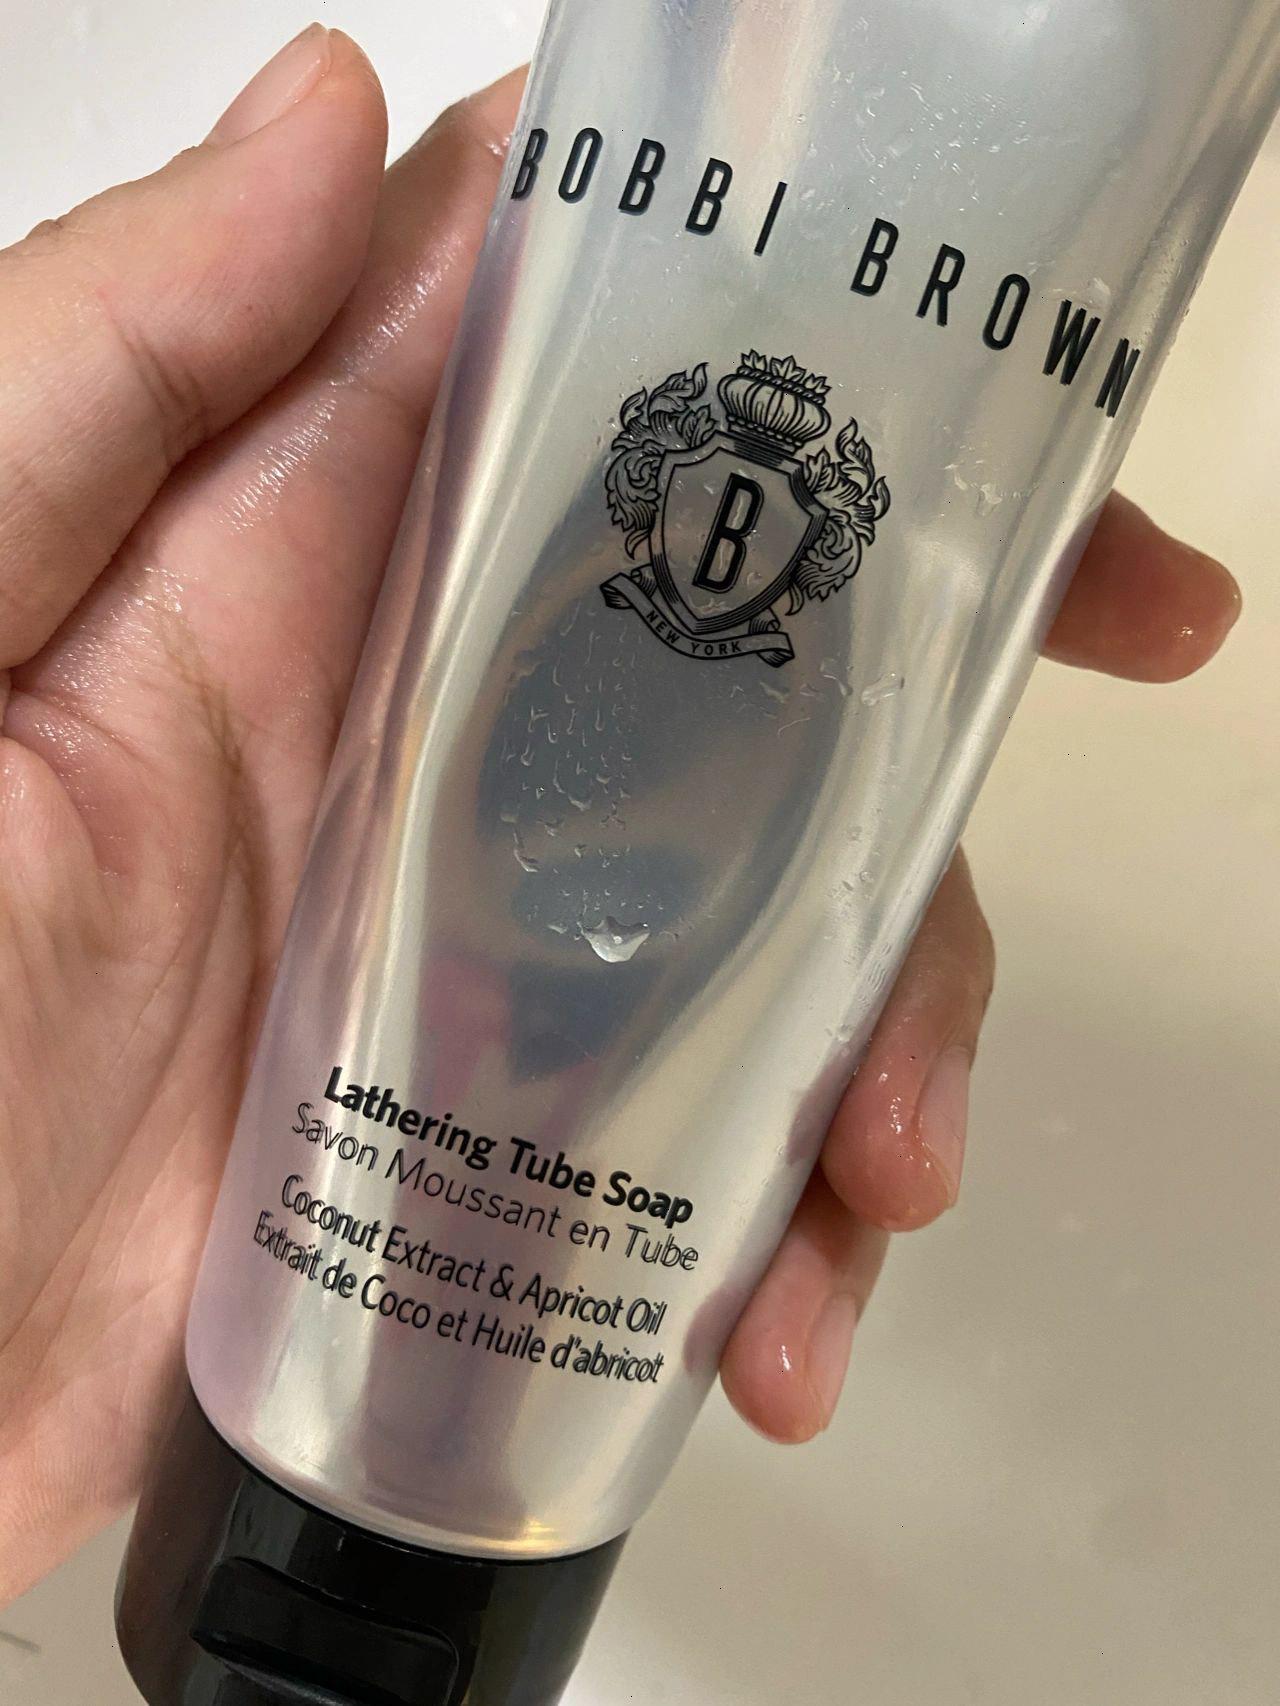 BOBBI BROWN
B
NEW YORK
Lathering Tube Soap
Savon Moussant en Tube
Coconut Extract & Apricot Oil
Extrait de Coco et Huile d'abricot